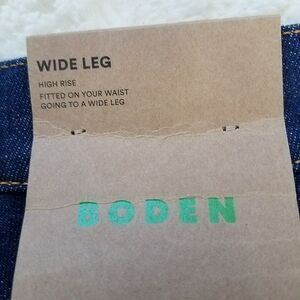 WIDE LEG
HIGH RISE
FITTED ON YOUR WAIST
GOING TO A WIDE LEG
BODEN